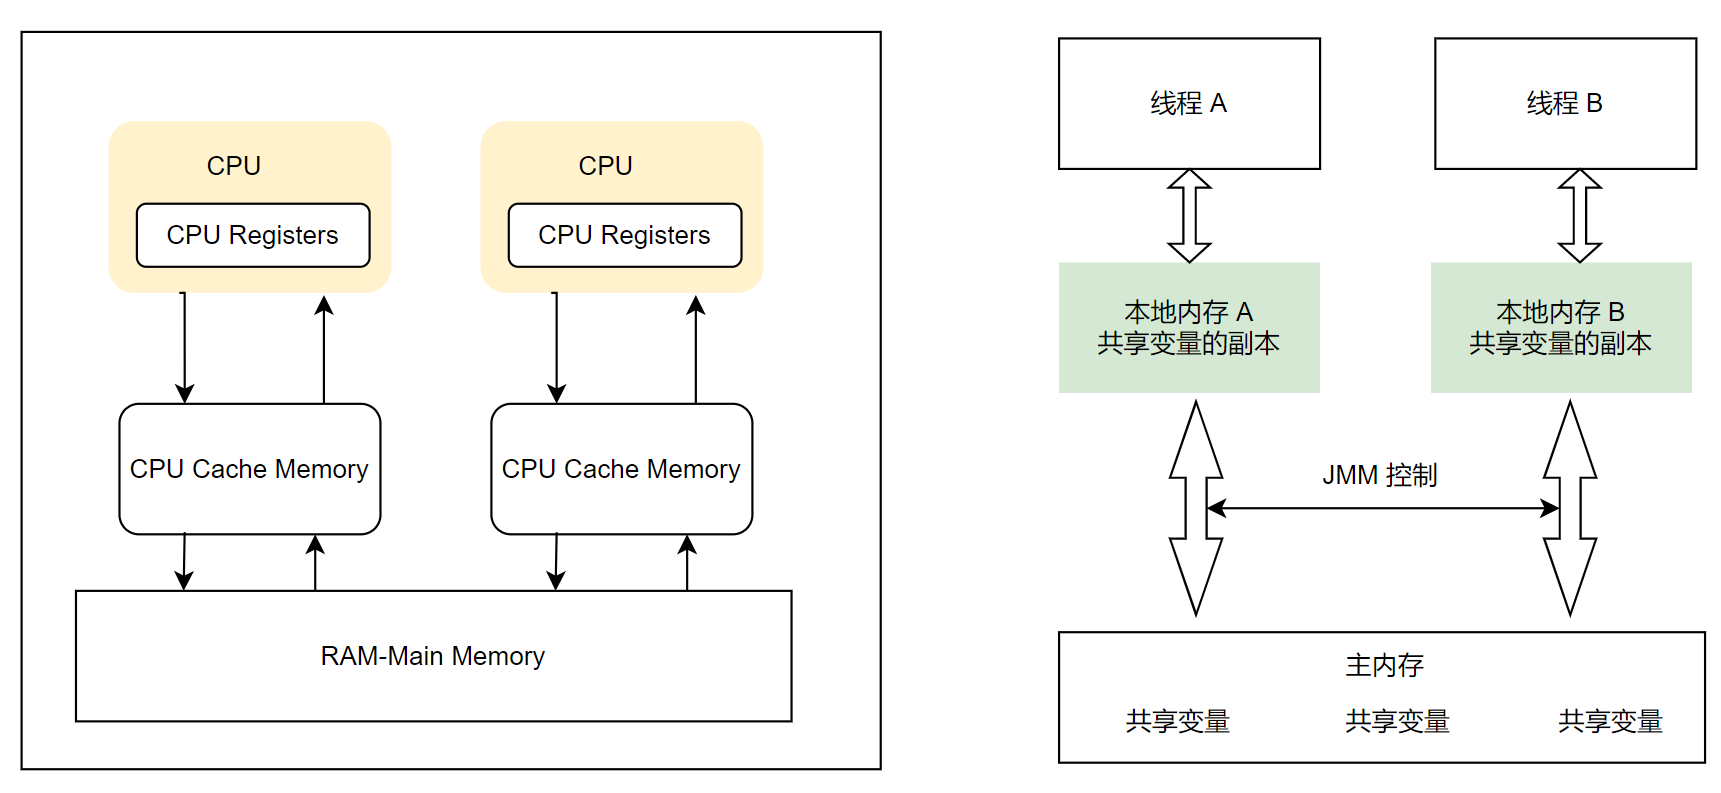 CPU
CPU Registers
CPU
CPU Registers
CPU Cache Memory
CPU Cache Memory
RAM-Main Memory
线程 A
线程 B
本地内存 A
共享变量的副本
本地内存 B
共享变量的副本
JMM 控制
主内存
共享变量
共享变量
共享变量